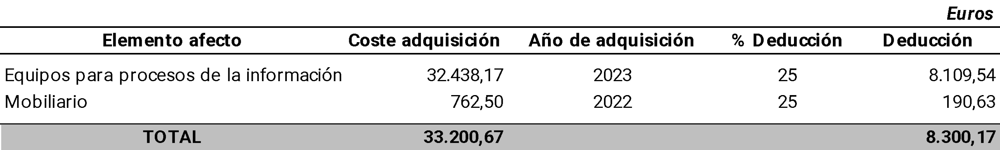 Euros
Elemento afecto Coste adquisición Año de adquisición % Deducción Deducción
Equipos para procesos de la información 32.438,17 2023 25 8.109,54
Mobiliario 762,50 2022 25 190,63
TOTAL 33.200,67 8.300,17